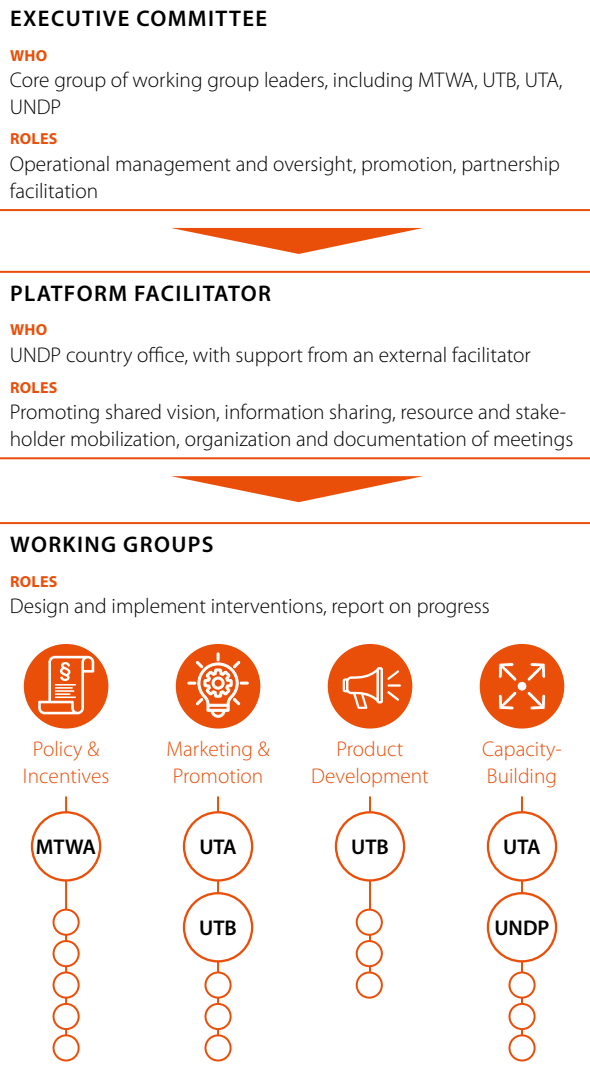 EXECUTIVE COMMITTEE
WHO
Core group of working group leaders, including MTWA, UTB, UTA,
UNDP
ROLES
Operational management and oversight, promotion, partnership
facilitation
PLATFORM FACILITATOR
WHO
UNDP country office, with support from an external facilitator
ROLES
Promoting shared vision, information sharing, resource and stake-
holder mobilization, organization and documentation of meetings
WORKING GROUPS
ROLES
Design and implement interventions, report on progress
§
Policy &
Incentives
MTWA
Marketing &
Promotion
UTA
UTB
Product
Development
UTB
Capacity-
Building
UTA
UNDP